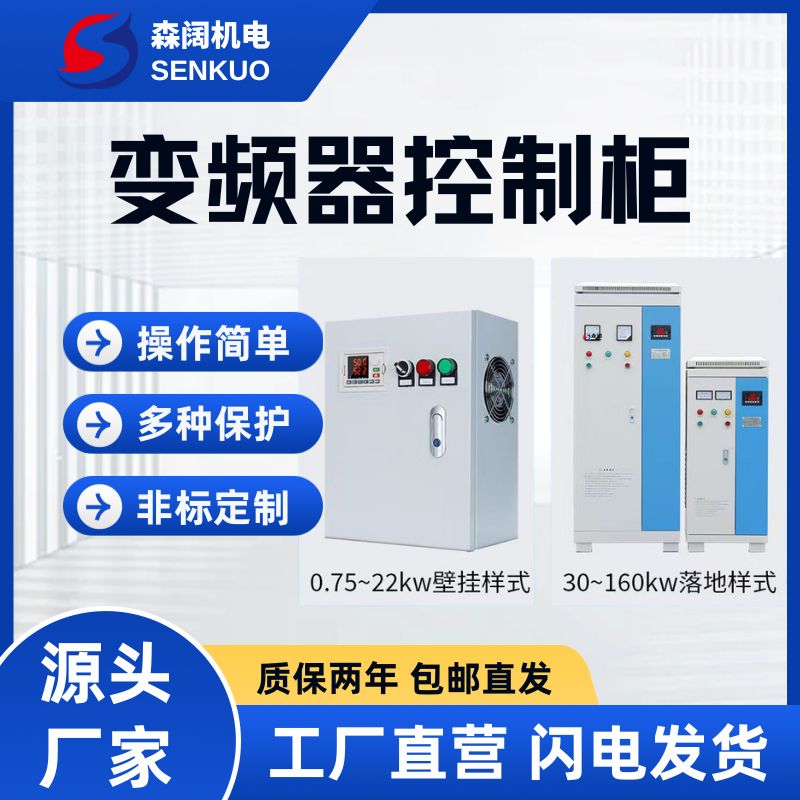 森阔机电
SENKUO
变频器控制柜
操作简单
多种保护
非标定制
0.75~22kw壁挂样式
30~160kw落地样式
源头
厂家
质保两年 包邮直发
工厂直营 闪电发货